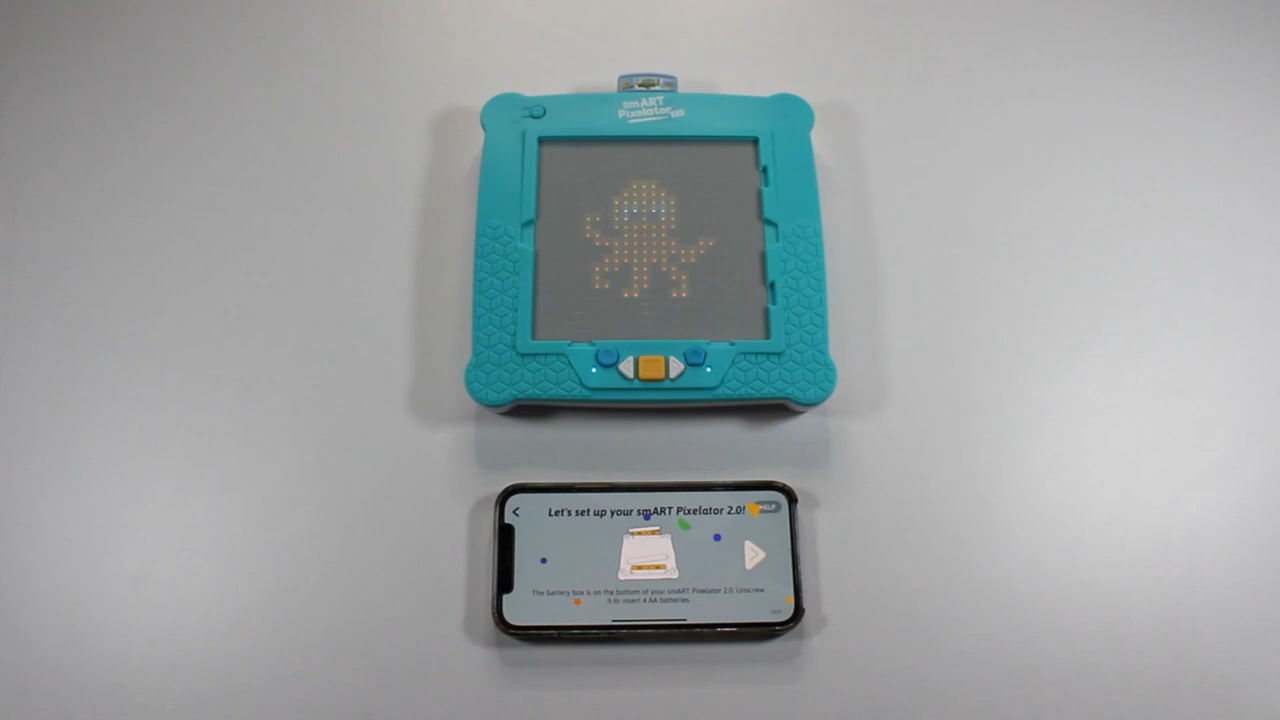 smART
Pixelator
Let's set up your smART Pixelator 2.0!
HELP
The battery box is on the bottom of your smART Pixelator 2.0. Unscrew
it to insert 4 AA batteries.